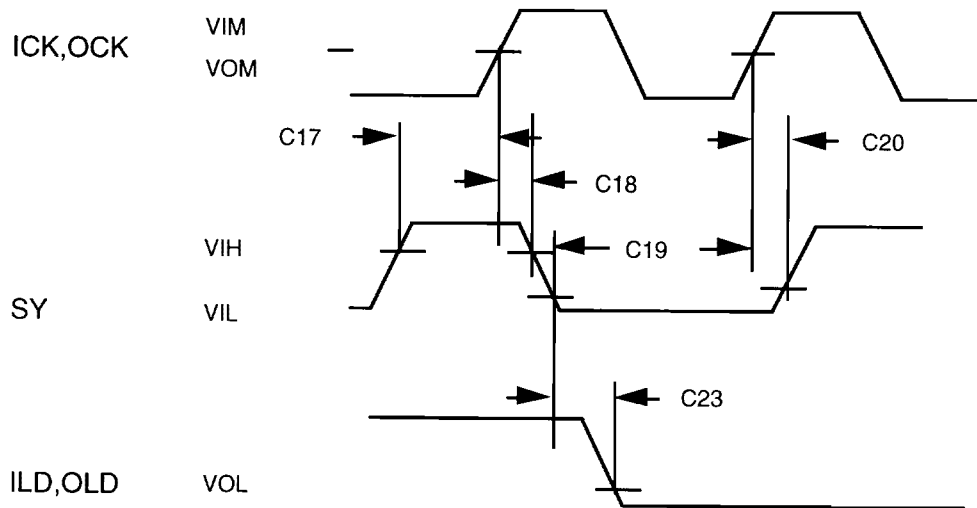 ICK,OCK
VIM
VOM
C17
C20
C18
VIH
C19
SY
VIL
C23
ILD,OLD
VOL